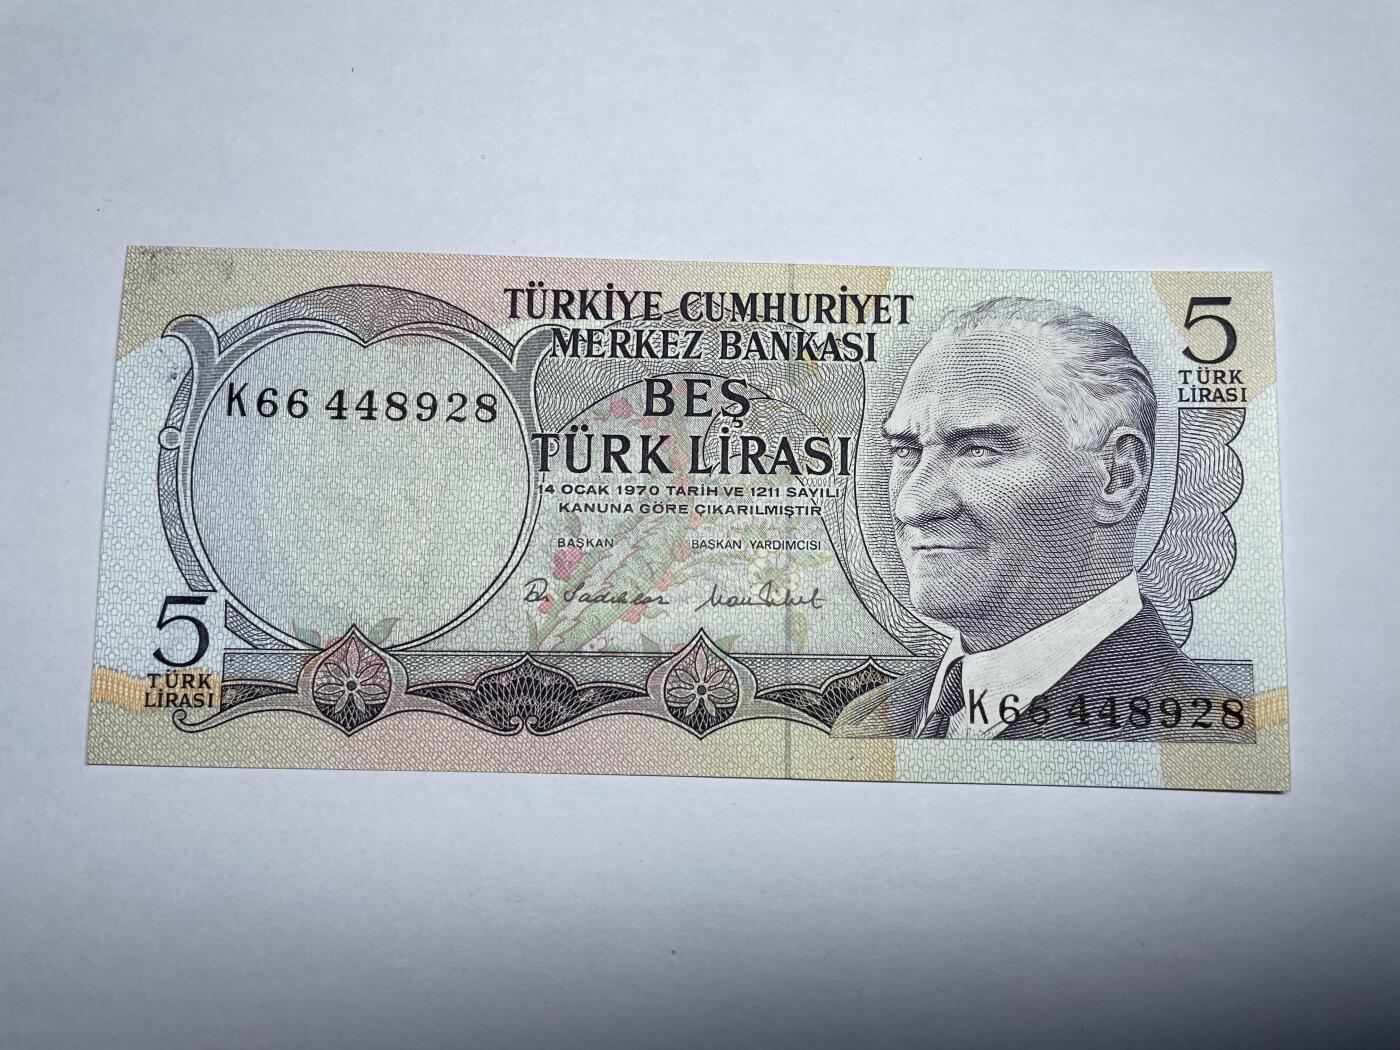 TÜRKİYE CUMHURİYET
MERKEZ BANKASI
5
TÜRK
LİRASI
K66 448928
BEŞ
TÜRK LİRASI
14 OCAK 1970 TARİH VE 1211 SAYILI
KANUNA GÖRE ÇIKARILMIŞTIR
BAŞKAN BAŞKAN YARDIMCISI
5
TÜRK
LİRASI
K66 448928